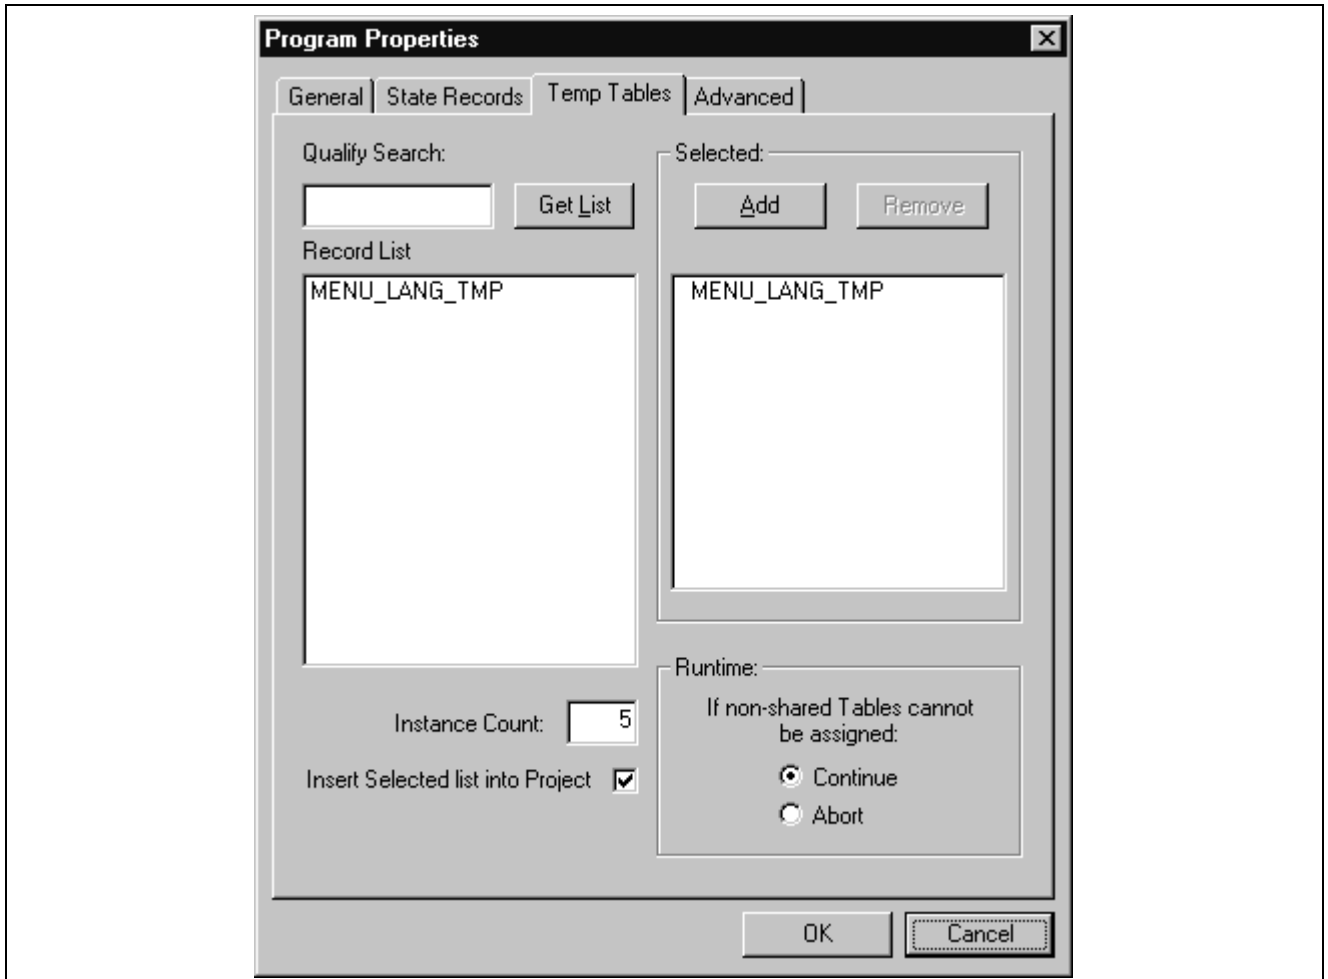 Program Properties
General State Records Temp Tables Advanced
Qualify Search:
Get List
Record List
MENU_LANG_TMP
Instance Count: 5
Insert Selected list into Project
Selected:
Add Remove
MENU_LANG_TMP
Runtime:
If non-shared Tables cannot
be assigned:
Continue
Abort
OK Cancel